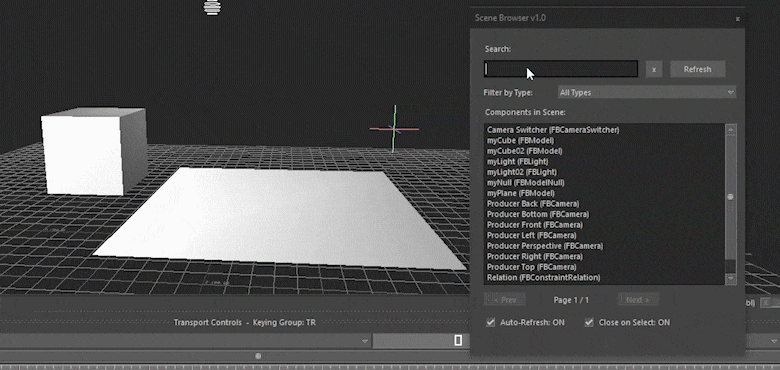 Scene Browser v1.0
x
Search:
x
Refresh
Filter by Type:
All Types
Components in Scene:
Camera Switcher (FBCameraSwitcher)
myCube (FBModel)
myCube02 (FBModel)
myLight (FBLight)
myLight02 (FBLight)
myNull (FBModelNull)
myPlane (FBModel)
Producer Back (FBCamera)
Producer Bottom (FBCamera)
Producer Front (FBCamera)
Producer Left (FBCamera)
Producer Perspective (FBCamera)
Producer Right (FBCamera)
Producer Top (FBCamera)
Relation (FBConstraintRelation)
< Prev
Page 1 / 1
Next >
Auto-Refresh: ON
Close on Select: ON
Transport Controls - Keying Group: TR